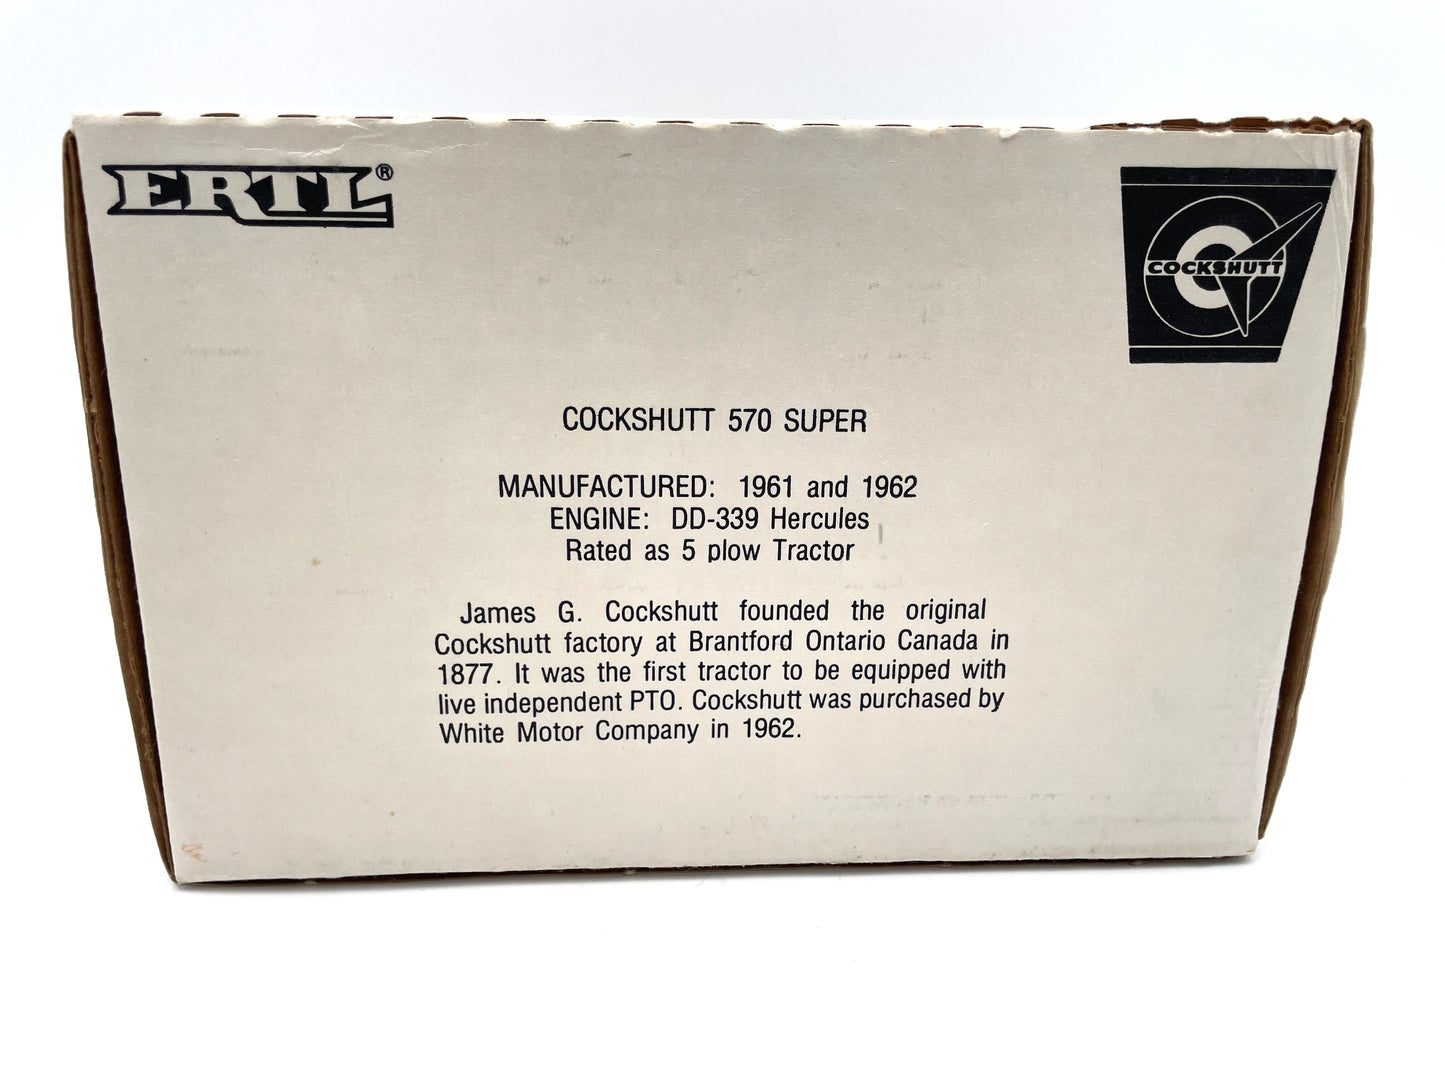 ERTL®
COCKSHUTT
COCKSHUTT 570 SUPER
MANUFACTURED: 1961 and 1962
ENGINE: DD-339 Hercules
Rated as 5 plow Tractor
James G. Cockshutt founded the original
Cockshutt factory at Brantford Ontario Canada in
1877. It was the first tractor to be equipped with
live independent PTO. Cockshutt was purchased by
White Motor Company in 1962.